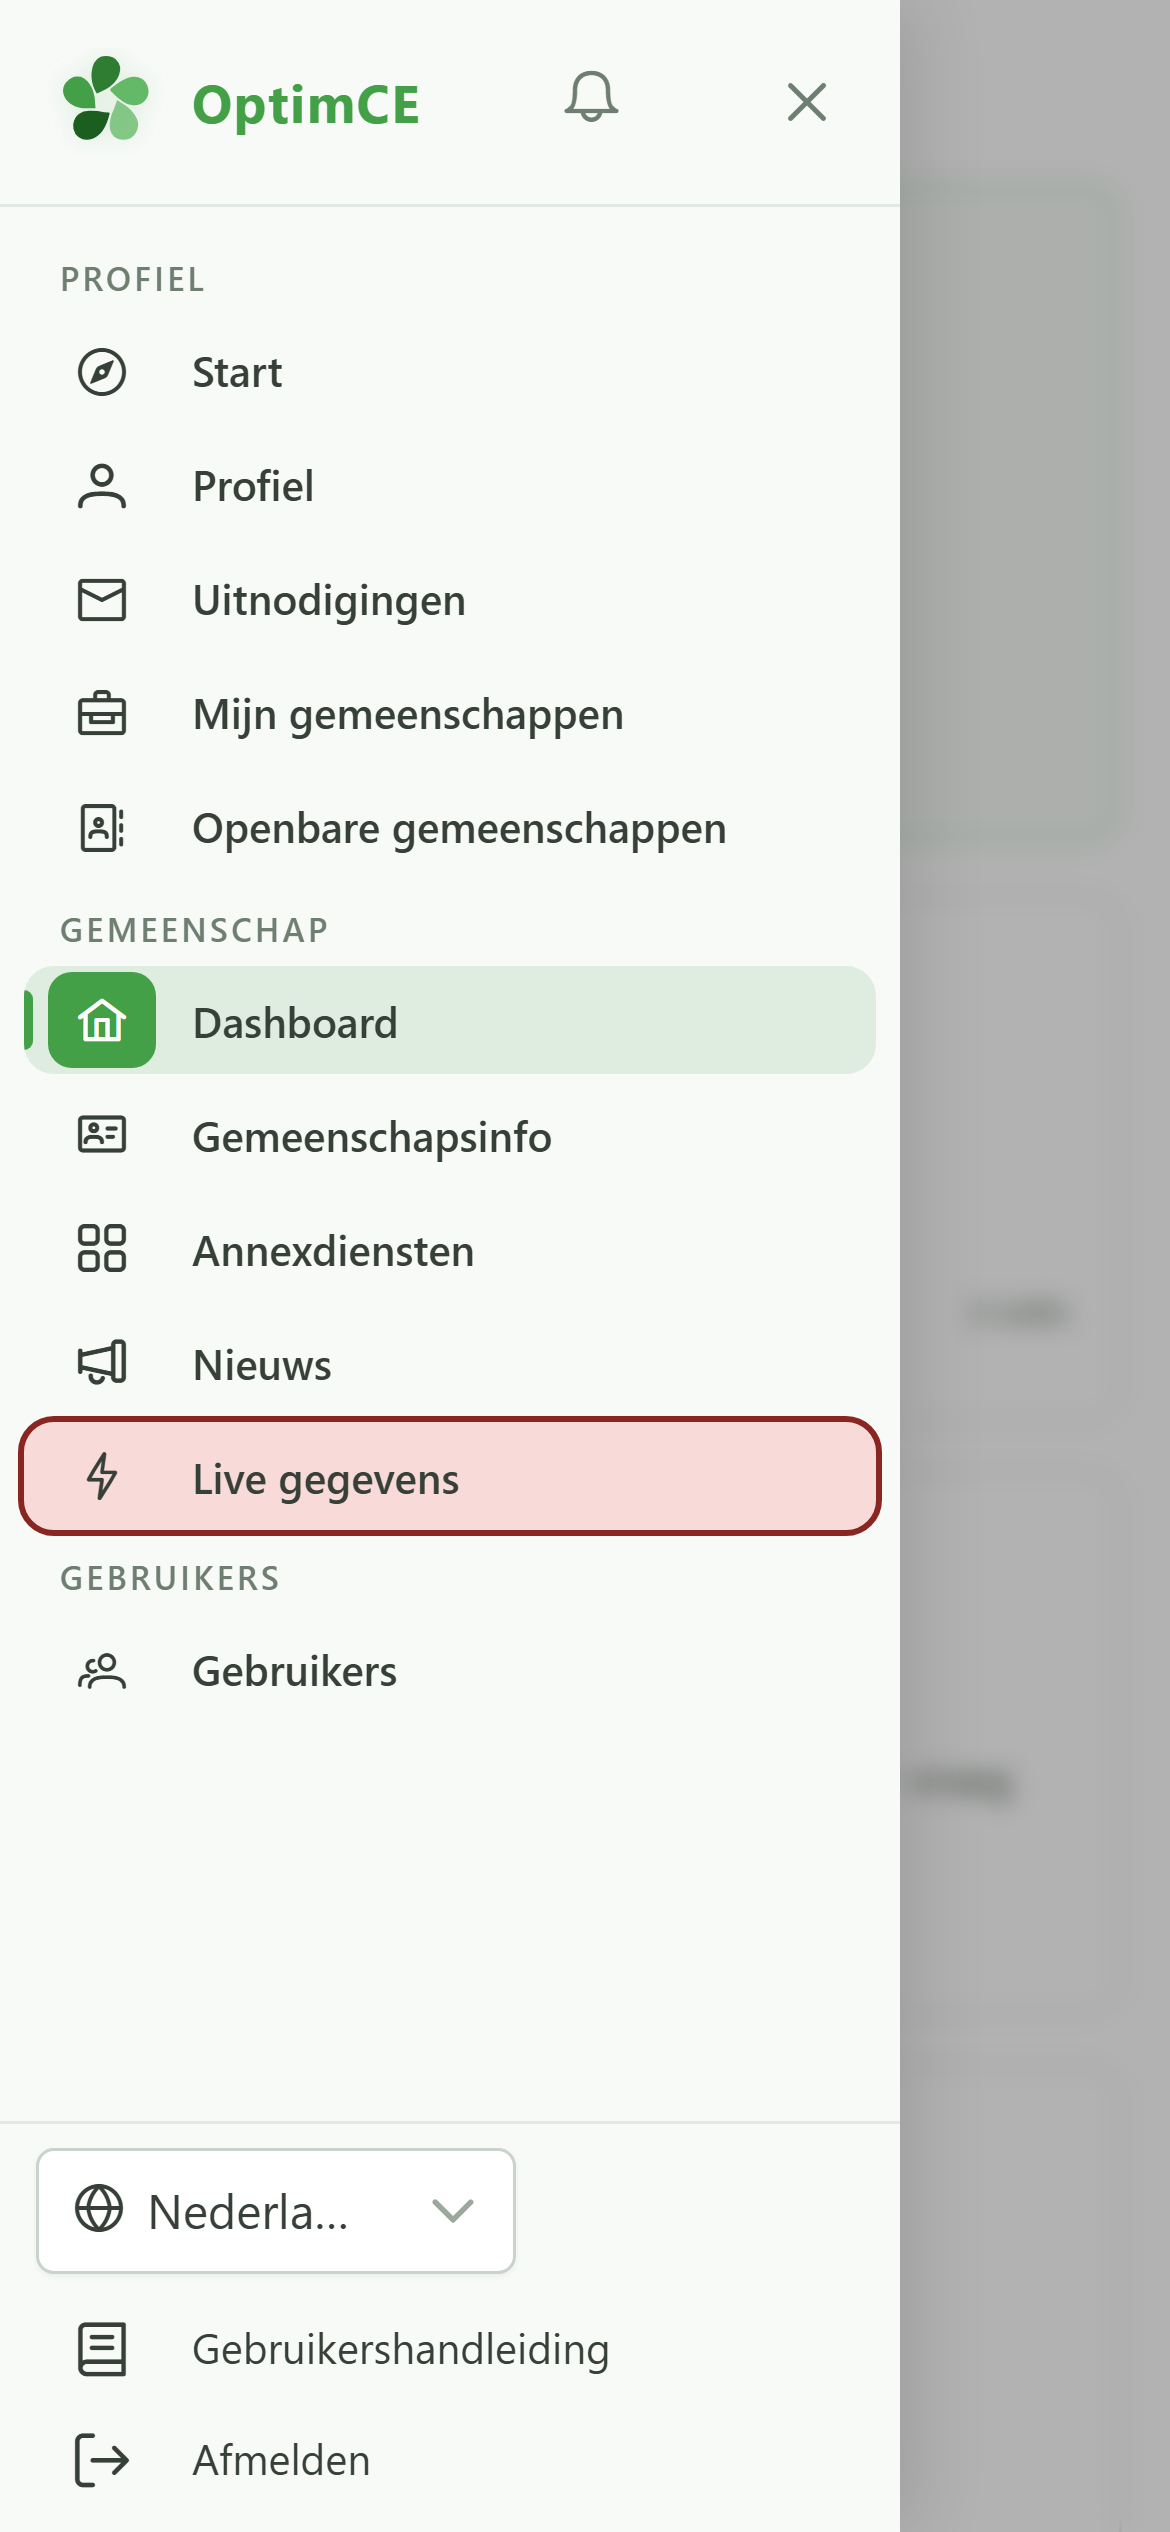 OptimCE
PROFIEL
Start
Profiel
Uitnodigingen
Mijn gemeenschappen
Openbare gemeenschappen
GEMEENSCHAP
Dashboard
Gemeenschapsinfo
Annexdiensten
Nieuws
Live gegevens
GEBRUIKERS
Gebruikers
Nederla...
Gebruikershandleiding
Afmelden